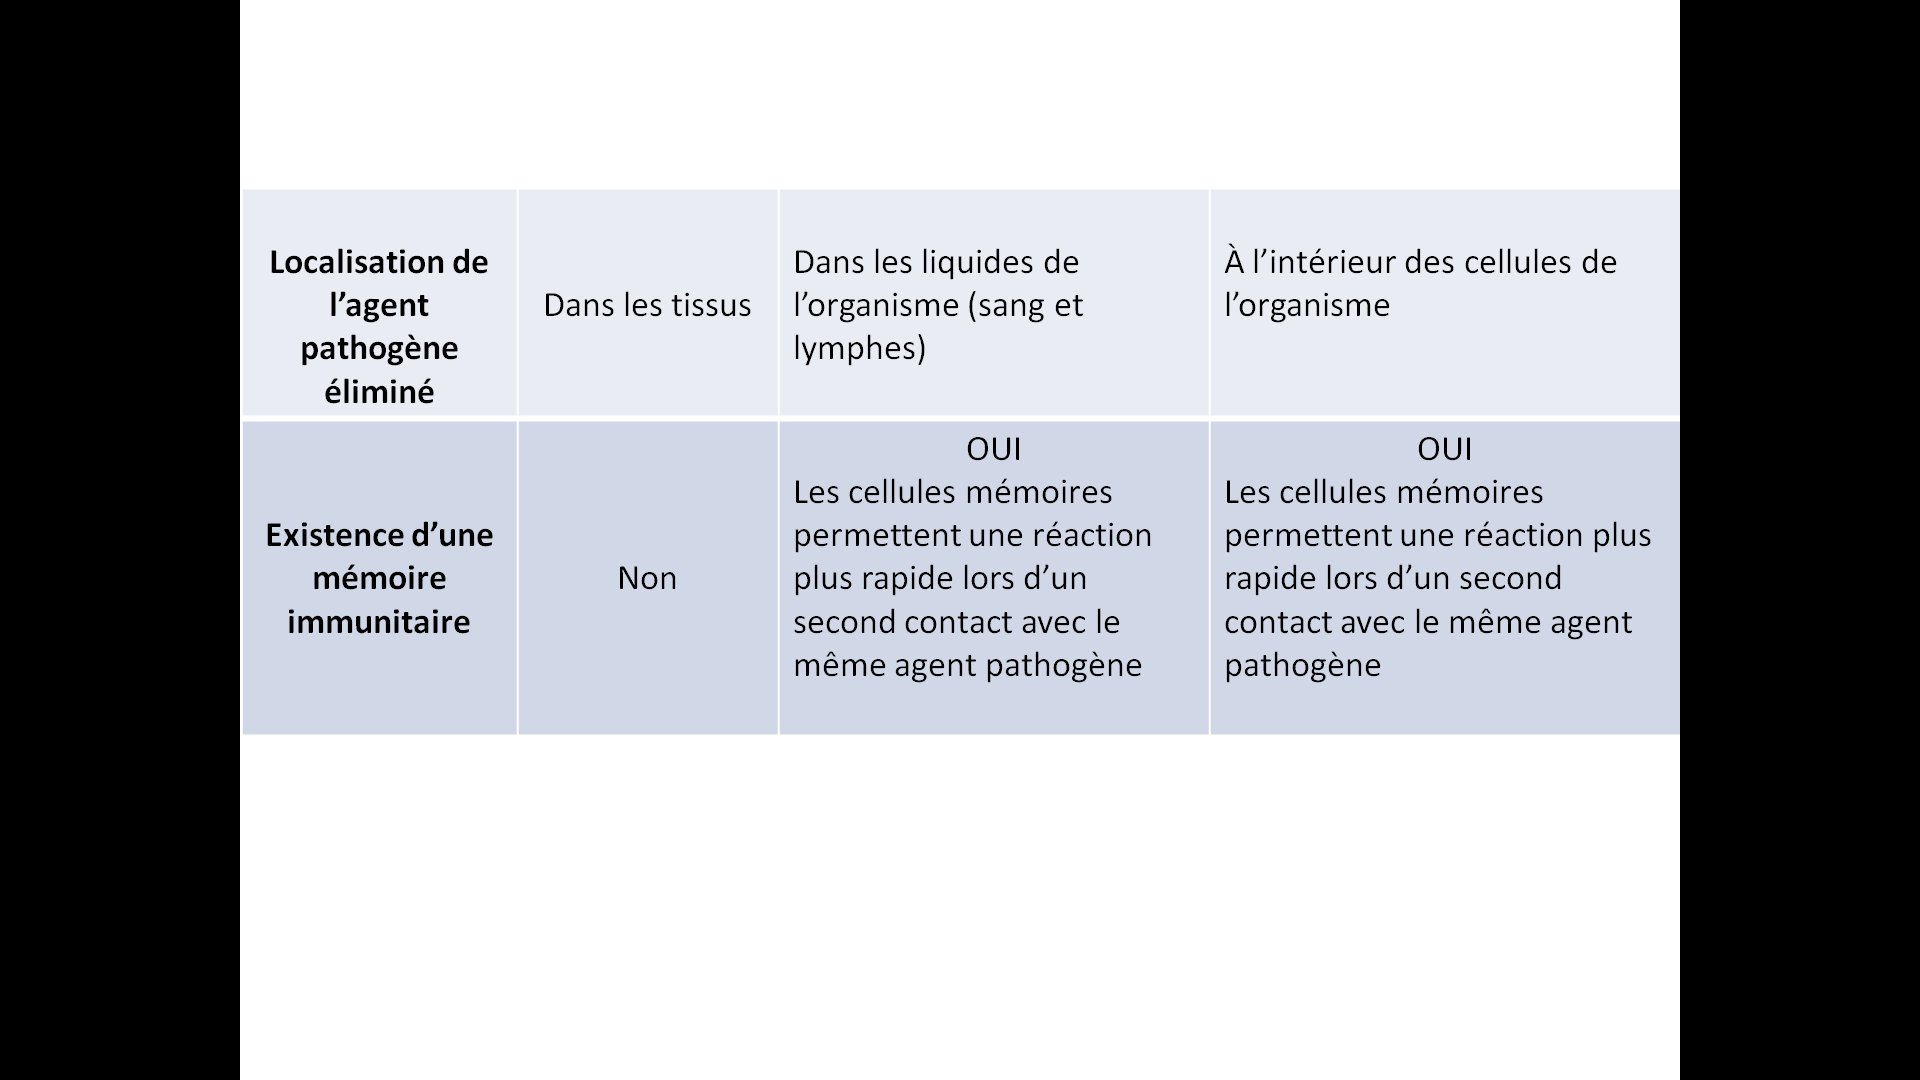 Localisation de
l’agent
pathogène
éliminé
Dans les tissus
Dans les liquides de
l’organisme (sang et
lymphes)
À l’intérieur des cellules de
l’organisme
Existence d’une
mémoire
immunitaire
Non
OUI
Les cellules mémoires
permettent une réaction
plus rapide lors d’un
second contact avec le
même agent pathogène
OUI
Les cellules mémoires
permettent une réaction plus
rapide lors d’un second
contact avec le même agent
pathogène